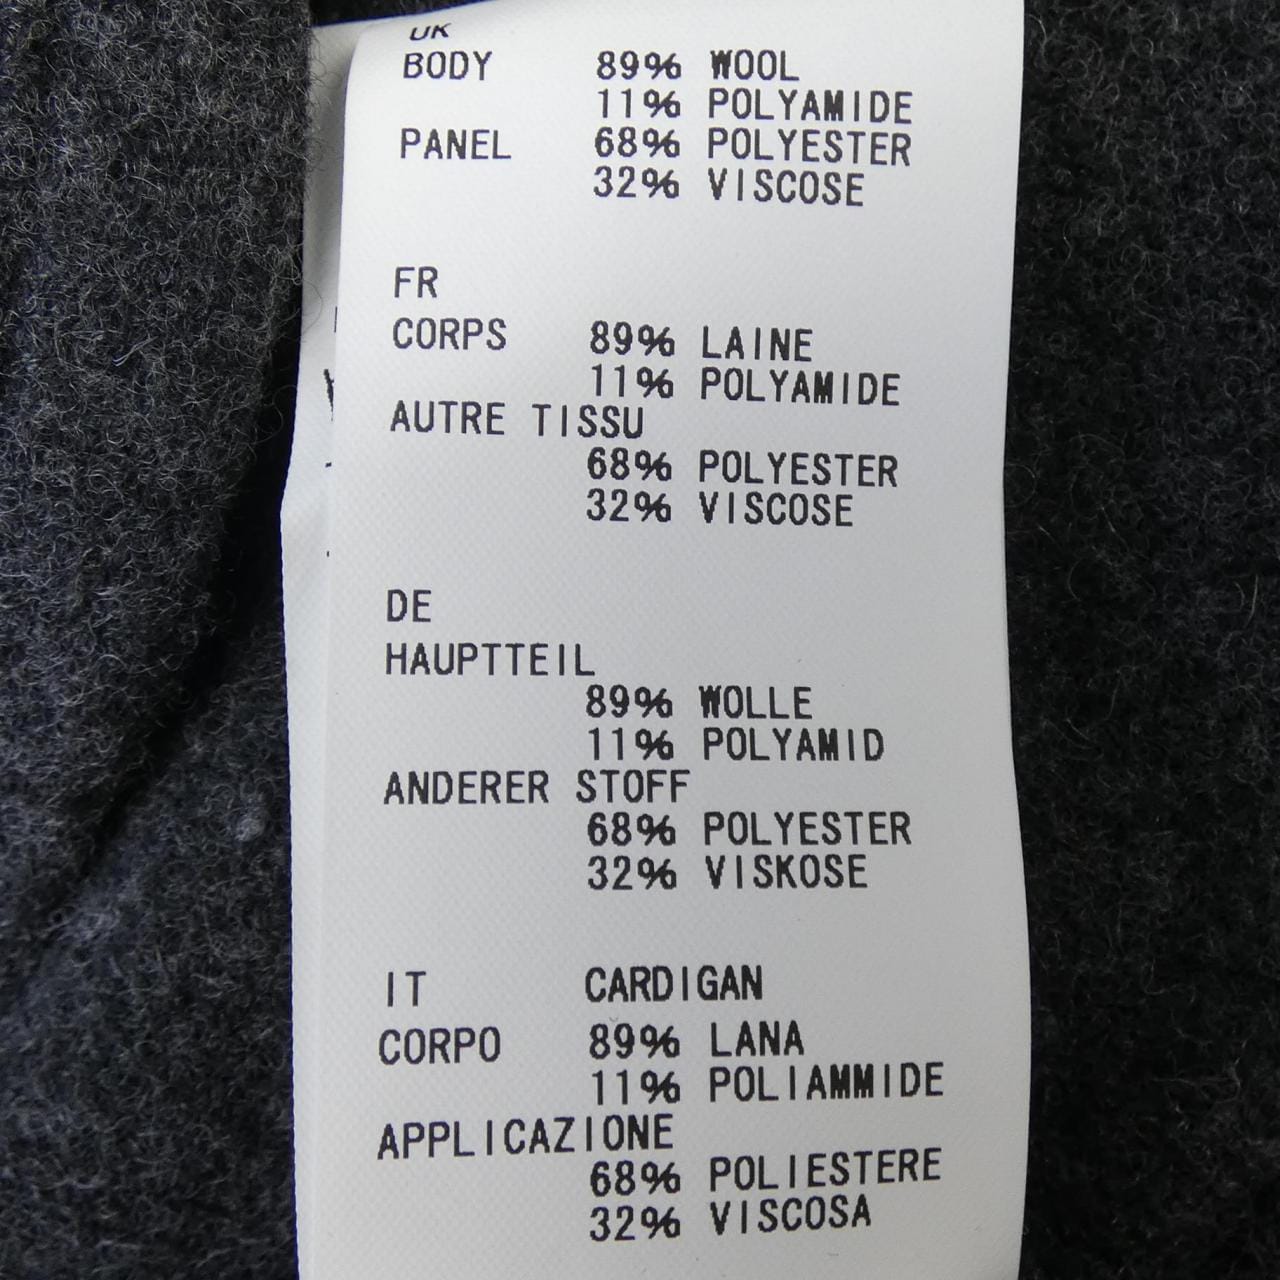 UK
BODY 89% WOOL
11% POLYAMIDE
PANEL 68% POLYESTER
32% VISCOSE
FR
CORPS 89% LAINE
11% POLYAMIDE
AUTRE TISSU
68% POLYESTER
32% VISCOSE
DE
HAUPTTEIL
89% WOLLE
11% POLYAMID
ANDERER STOFF
68% POLYESTER
32% VISKOSE
IT CARDIGAN
CORPO 89% LANA
11% POLIAMMIDE
APPLICAZIONE
68% POLIESTERE
32% VISCOSA